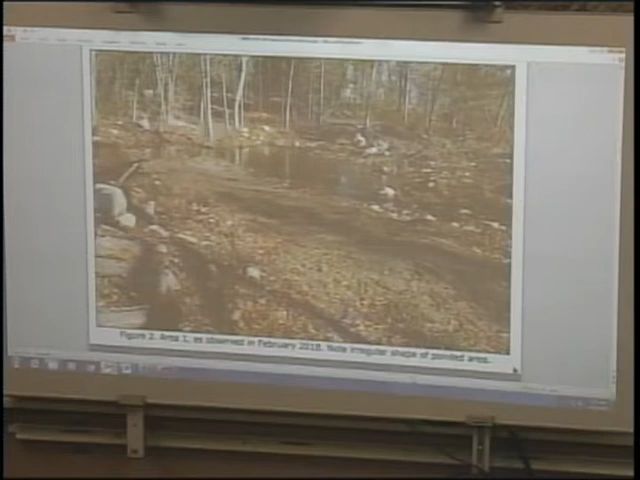 Figure 2. Area 1, as observed in February 2018. Note irregular shape of ponded area.